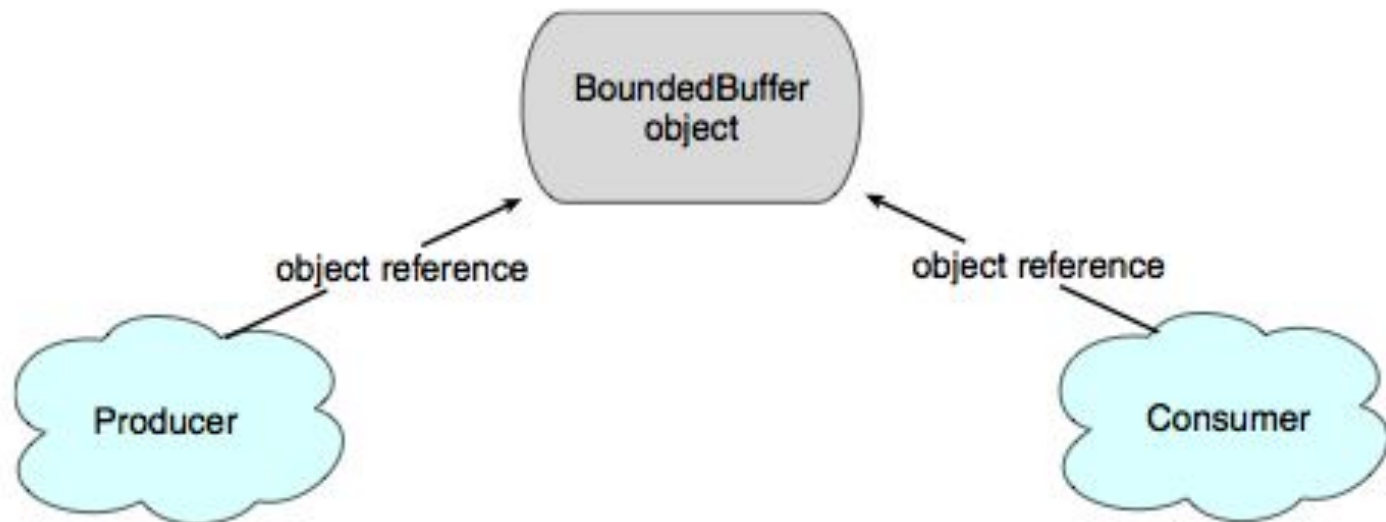 BoundedBuffer
object
object reference
object reference
Producer
Consumer